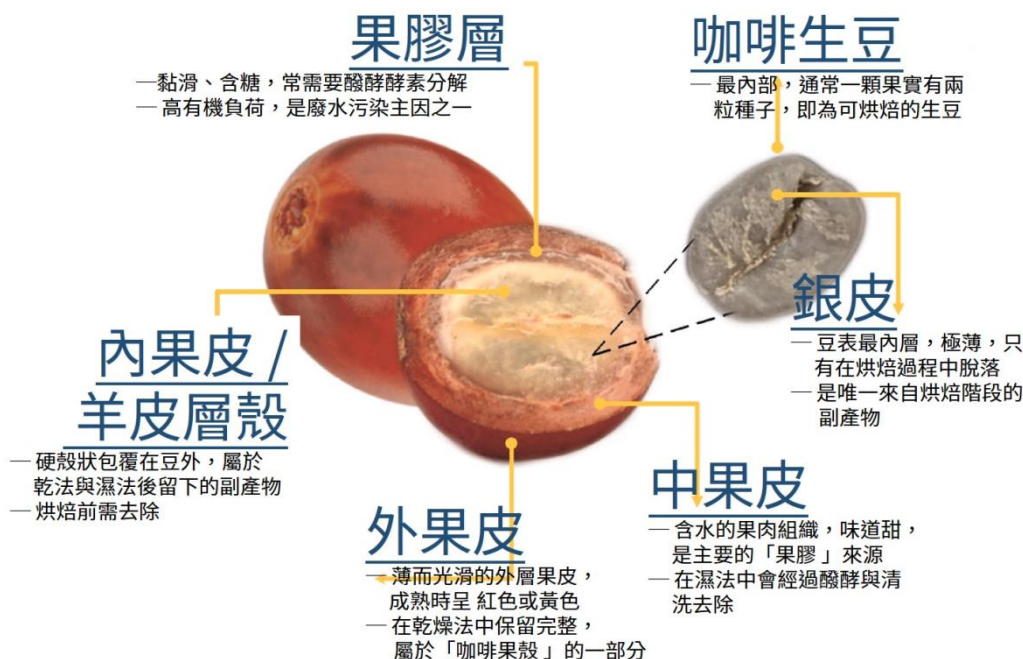 果膠層
—黏滑、含糖，常需要醱酵酵素分解
— 高有機負荷，是廢水污染主因之一
咖啡生豆
— 最內部，通常一顆果實有兩
粒種子，即為可烘焙的生豆
銀皮
— 豆表最內層，極薄，只
有在烘焙過程中脫落
— 是唯一來自烘焙階段的
副產物
內果皮 /
羊皮層殼
— 硬殼狀包覆在豆外，屬於
乾法與濕法後留下的副產物
— 烘焙前需去除
中果皮
— 含水的果肉組織，味道甜，
是主要的「果膠」來源
— 在濕法中會經過醱酵與清
洗去除
外果皮
— 薄而光滑的外層果皮，
成熟時呈 紅色或黃色
— 在乾燥法中保留完整，
屬於「咖啡果殼 」的一部分